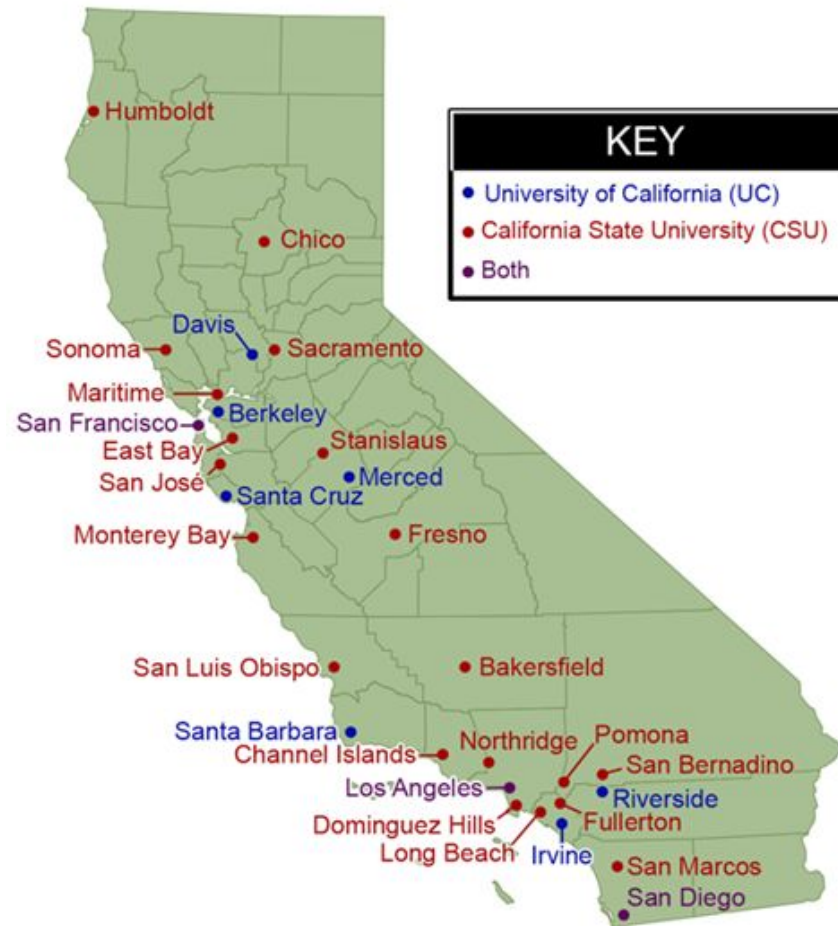 Humboldt
KEY
University of California (UC)
California State University (CSU)
Both
Chico
Davis
Sonoma
Sacramento
Maritime
Berkeley
San Francisco
East Bay
Stanislaus
San José
Merced
Santa Cruz
Monterey Bay
Fresno
San Luis Obispo
Bakersfield
Santa Barbara
Channel Islands
Northridge
Pomona
San Bernadino
Los Angeles
Riverside
Dominguez Hills
Fullerton
Long Beach
Irvine
San Marcos
San Diego